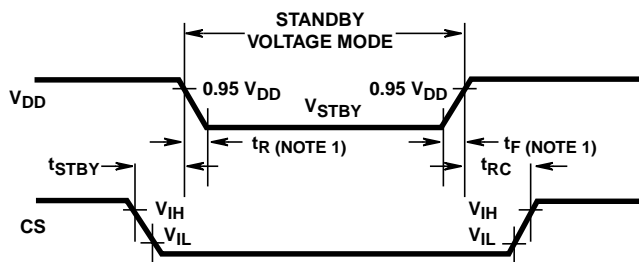 STANDBY
VOLTAGE MODE
V_DD
0.95 V_DD
V_STBY
0.95 V_DD
t_R (NOTE 1)
t_F (NOTE 1)
t_STBY
t_RC
CS
V_IH
V_IH
V_IL
V_IL